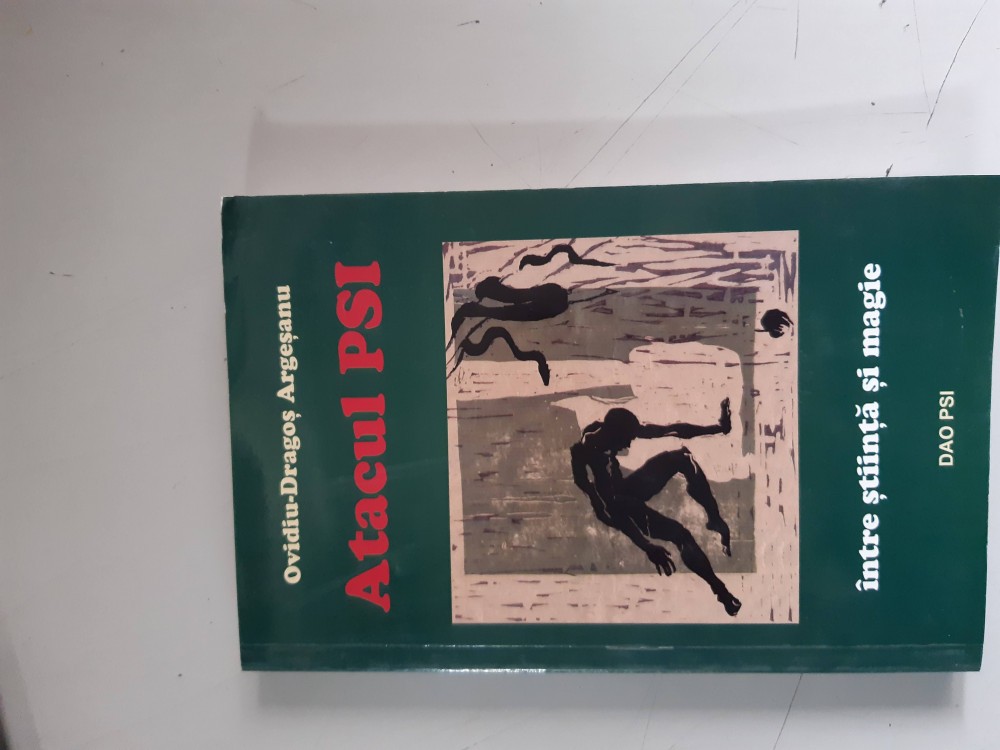 Ovidiu-Dragoș Argeșanu
Atacul PSI
între știință și magie
DAO PSI